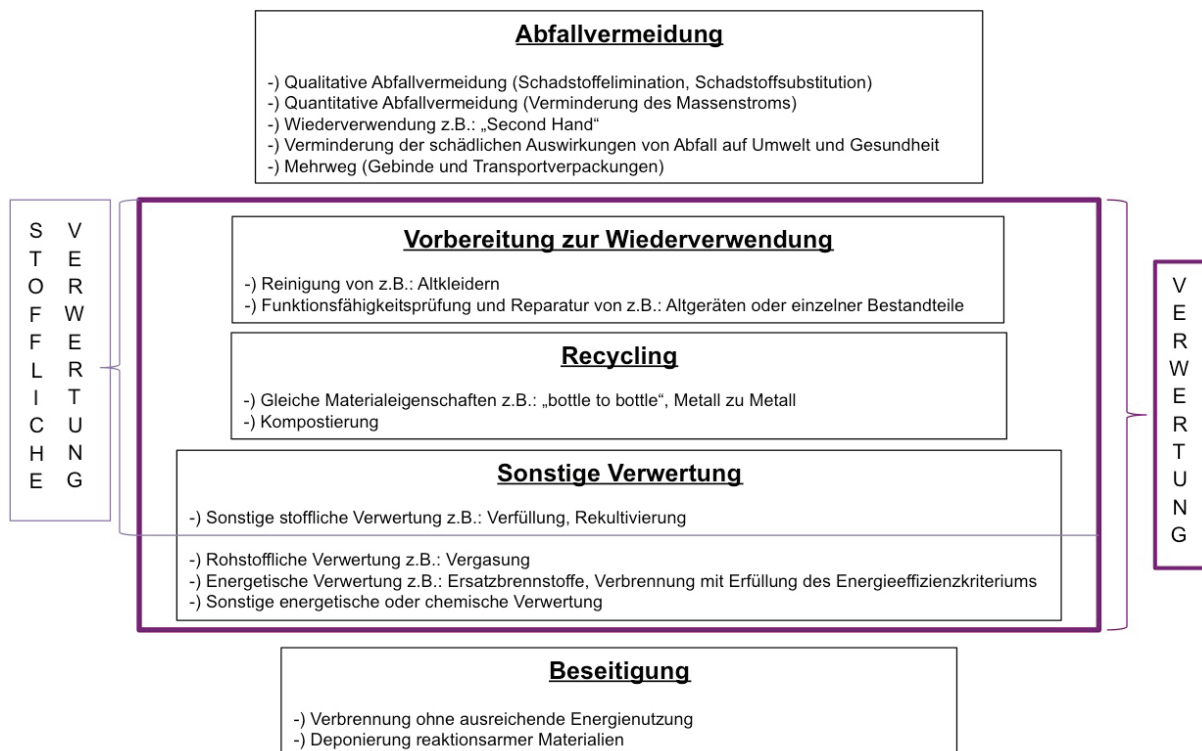 Abfallvermeidung
-) Qualitative Abfallvermeidung (Schadstoffelimination, Schadstoffsubstitution)
-) Quantitative Abfallvermeidung (Verminderung des Massenstroms)
-) Wiederverwendung z.B.: „Second Hand“
-) Verminderung der schädlichen Auswirkungen von Abfall auf Umwelt und Gesundheit
-) Mehrweg (Gebinde und Transportverpackungen)
STOFFLICHE
VERWERTUNG
Vorbereitung zur Wiederverwendung
-) Reinigung von z.B.: Altkleidern
-) Funktionsfähigkeitsprüfung und Reparatur von z.B.: Altgeräten oder einzelner Bestandteile
Recycling
-) Gleiche Materialeigenschaften z.B.: „bottle to bottle“, Metall zu Metall
-) Kompostierung
Sonstige Verwertung
-) Sonstige stoffliche Verwertung z.B.: Verfüllung, Rekultivierung
-) Rohstoffliche Verwertung z.B.: Vergasung
-) Energetische Verwertung z.B.: Ersatzbrennstoffe, Verbrennung mit Erfüllung des Energieeffizienzkriteriums
-) Sonstige energetische oder chemische Verwertung
VERWERTUNG
Beseitigung
-) Verbrennung ohne ausreichende Energienutzung
-) Deponierung reaktionsarmer Materialien